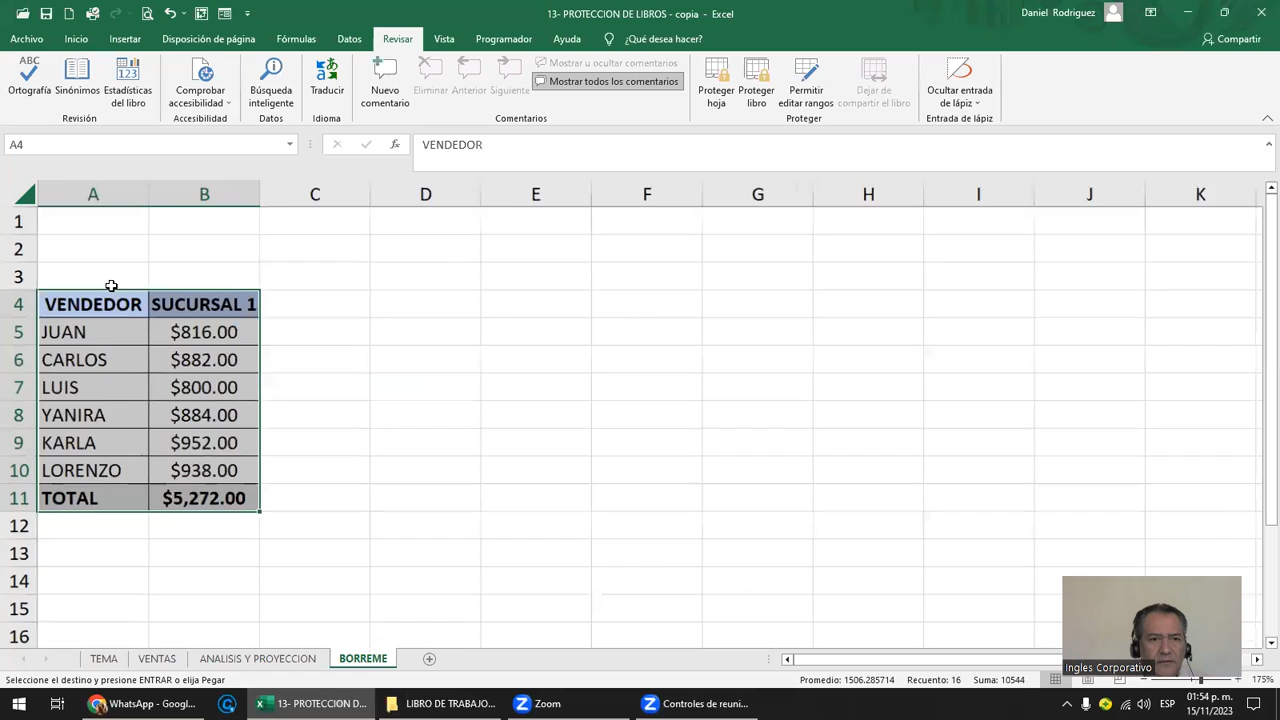 13- PROTECCION DE LIBROS - copia - Excel
Daniel Rodriguez
Archivo
Inicio
Insertar
Disposición de página
Fórmulas
Datos
Revisar
Vista
Programador
Ayuda
¿Qué desea hacer?
Compartir
ABC
Ortografía
Sinónimos
123
Estadísticas
del libro
Revisión
Comprobar
accesibilidad
Accesibilidad
Búsqueda
inteligente
Datos
Traducir
Idioma
Nuevo
comentario
Eliminar
Anterior
Siguiente
Mostrar u ocultar comentarios
Mostrar todos los comentarios
Comentarios
Proteger
hoja
Proteger
libro
Permitir
editar rangos
Dejar de
compartir el libro
Proteger
Ocultar entrada
de lápiz
Entrada de lápiz
A4
fx
VENDEDOR
A B C D E F G H I J K
1
2
3
4 VENDEDOR SUCURSAL 1
5 JUAN $816.00
6 CARLOS $882.00
7 LUIS $800.00
8 YANIRA $884.00
9 KARLA $952.00
10 LORENZO $938.00
11 TOTAL $5,272.00
12
13
14
15
16
Ingles Corporativo
TEMA
VENTAS
ANALISIS Y PROYECCION
BORREME
Seleccione el destino y presione ENTRAR o elija Pegar
Promedio: 1506.285714
Recuento: 16
Suma: 10544
175%
WhatsApp - Googl...
13- PROTECCION D...
LIBRO DE TRABAJO...
Zoom
Controles de reuni...
ESP
01:54 p. m.
15/11/2023